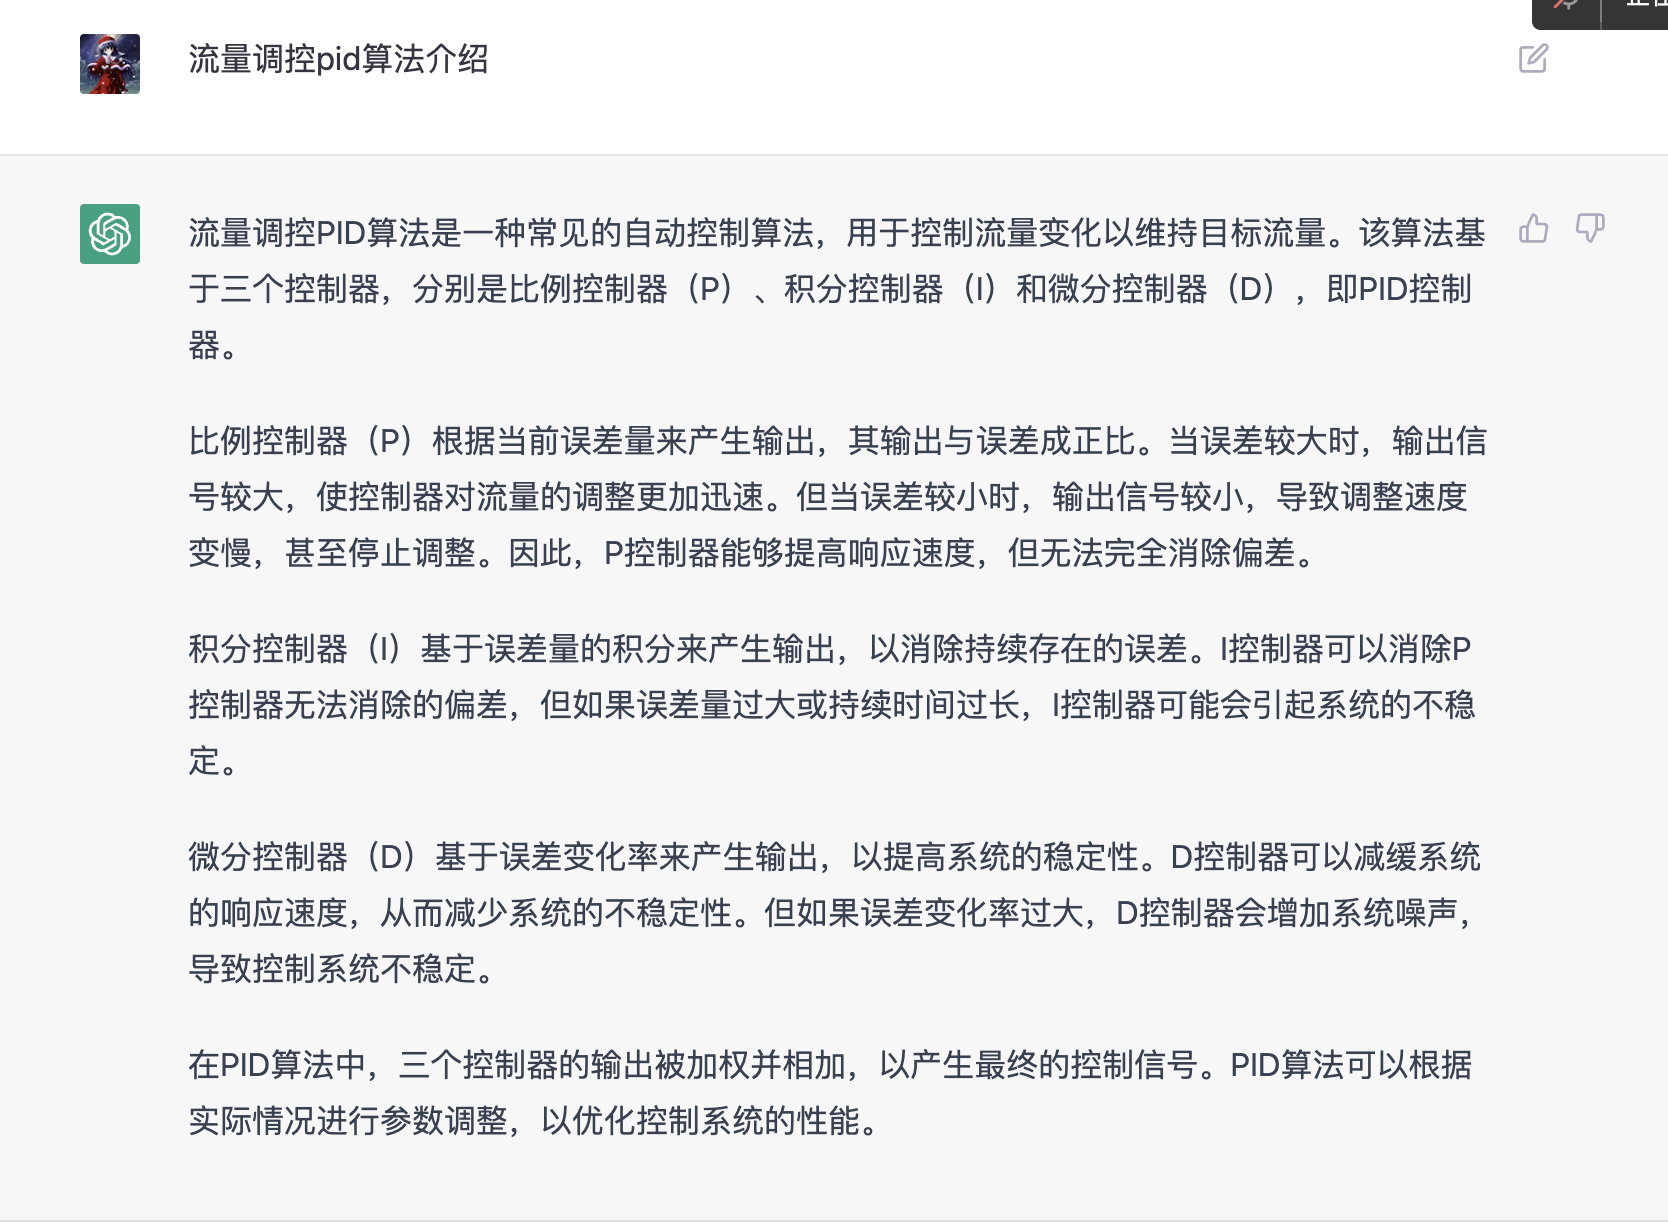 流量调控pid算法介绍
流量调控PID算法是一种常见的自动控制算法，用于控制流量变化以维持目标流量。该算法基
于三个控制器，分别是比例控制器（P）、积分控制器（I）和微分控制器（D），即PID控制
器。
比例控制器（P）根据当前误差量来产生输出，其输出与误差成正比。当误差较大时，输出信
号较大，使控制器对流量的调整更加迅速。但当误差较小时，输出信号较小，导致调整速度
变慢，甚至停止调整。因此，P控制器能够提高响应速度，但无法完全消除偏差。
积分控制器（I）基于误差量的积分来产生输出，以消除持续存在的误差。I控制器可以消除P
控制器无法消除的偏差，但如果误差量过大或持续时间过长，I控制器可能会引起系统的不稳
定。
微分控制器（D）基于误差变化率来产生输出，以提高系统的稳定性。D控制器可以减缓系统
的响应速度，从而减少系统的不稳定性。但如果误差变化率过大，D控制器会增加系统噪声，
导致控制系统不稳定。
在PID算法中，三个控制器的输出被加权并相加，以产生最终的控制信号。PID算法可以根据
实际情况进行参数调整，以优化控制系统的性能。